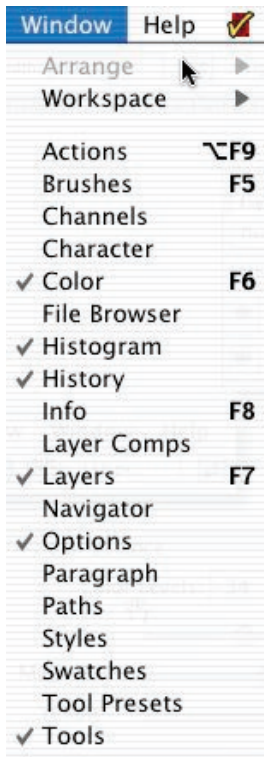 Window Help
Arrange
Workspace
Actions ⌥F9
Brushes F5
Channels
Character
✓ Color F6
File Browser
✓ Histogram
✓ History
Info F8
Layer Comps
✓ Layers F7
Navigator
✓ Options
Paragraph
Paths
Styles
Swatches
Tool Presets
✓ Tools